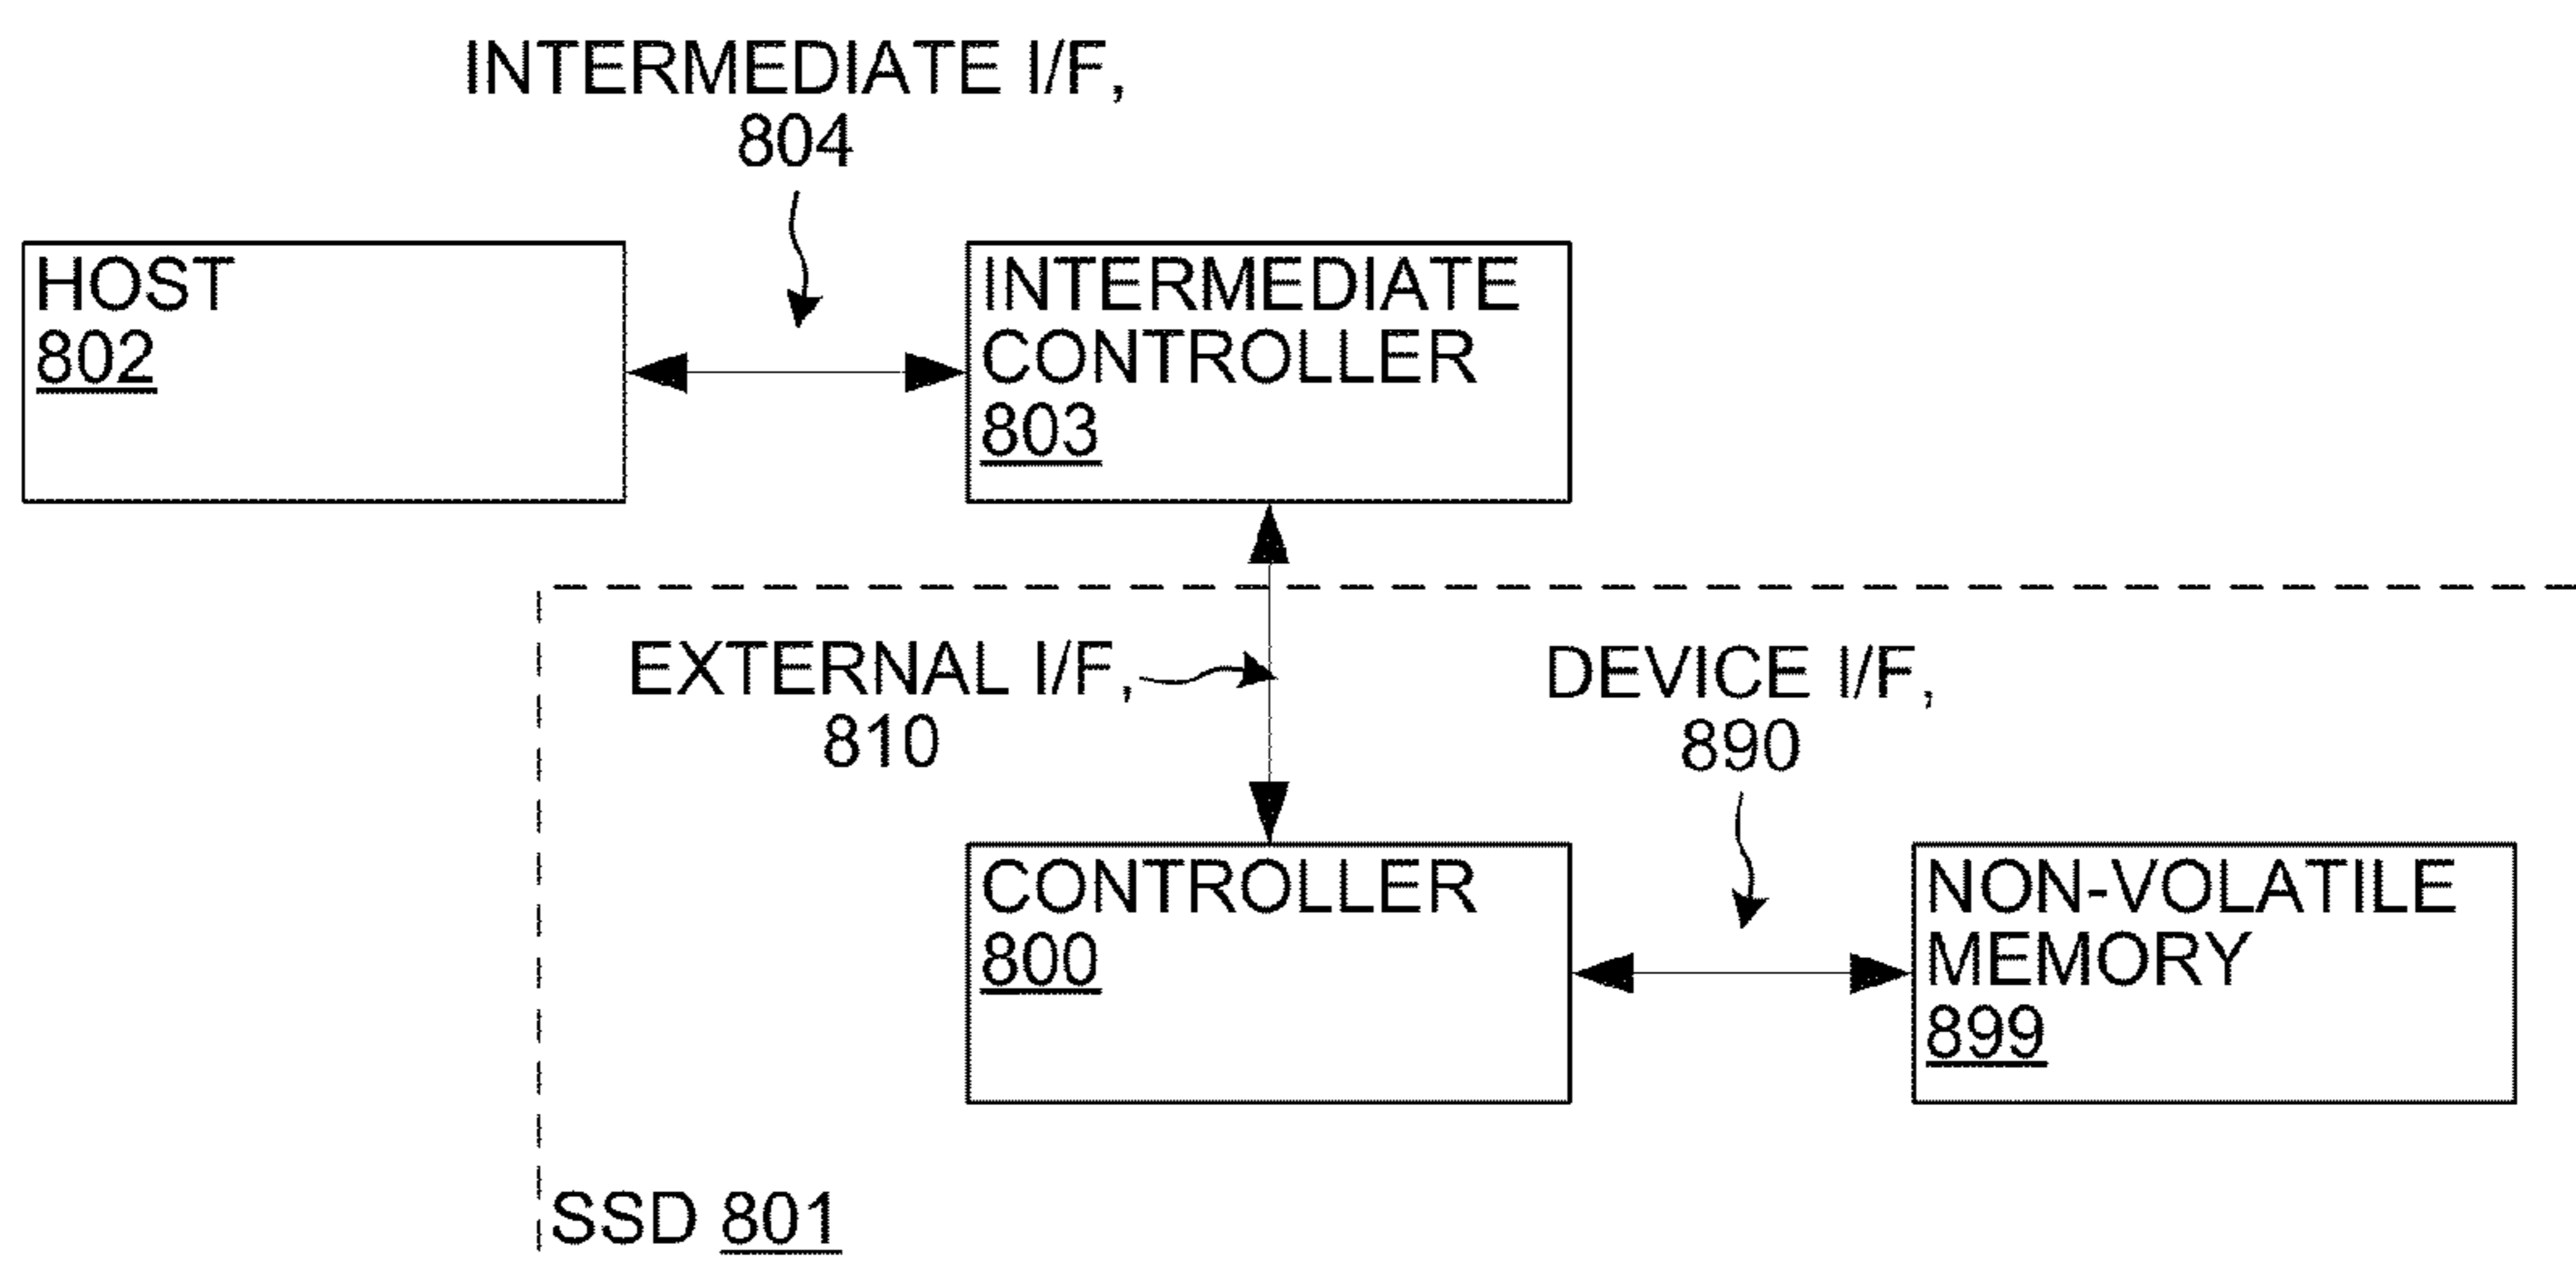 INTERMEDIATE I/F,
804
HOST
802
INTERMEDIATE
CONTROLLER
803
EXTERNAL I/F,
810
DEVICE I/F,
890
CONTROLLER
800
NON-VOLATILE
MEMORY
899
SSD 801